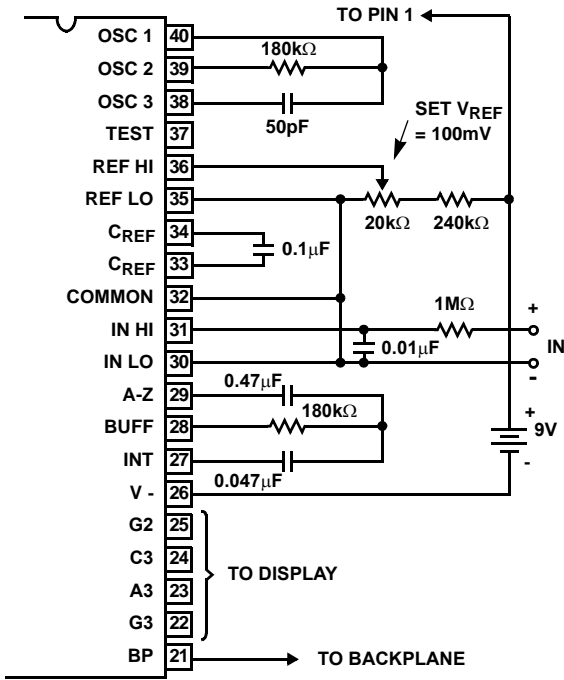 TO PIN 1
OSC 1 40
180kΩ
OSC 2 39
OSC 3 38
50pF
SET VREF
= 100mV
TEST 37
REF HI 36
REF LO 35
20kΩ 240kΩ
CREF 34
0.1µF
CREF 33
COMMON 32
1MΩ
IN HI 31
+
0.01µF
IN
IN LO 30
-
A-Z 29
0.47µF
180kΩ
BUFF 28
+
9V
-
INT 27
0.047µF
V - 26
G2 25
C3 24
TO DISPLAY
A3 23
G3 22
BP 21
TO BACKPLANE